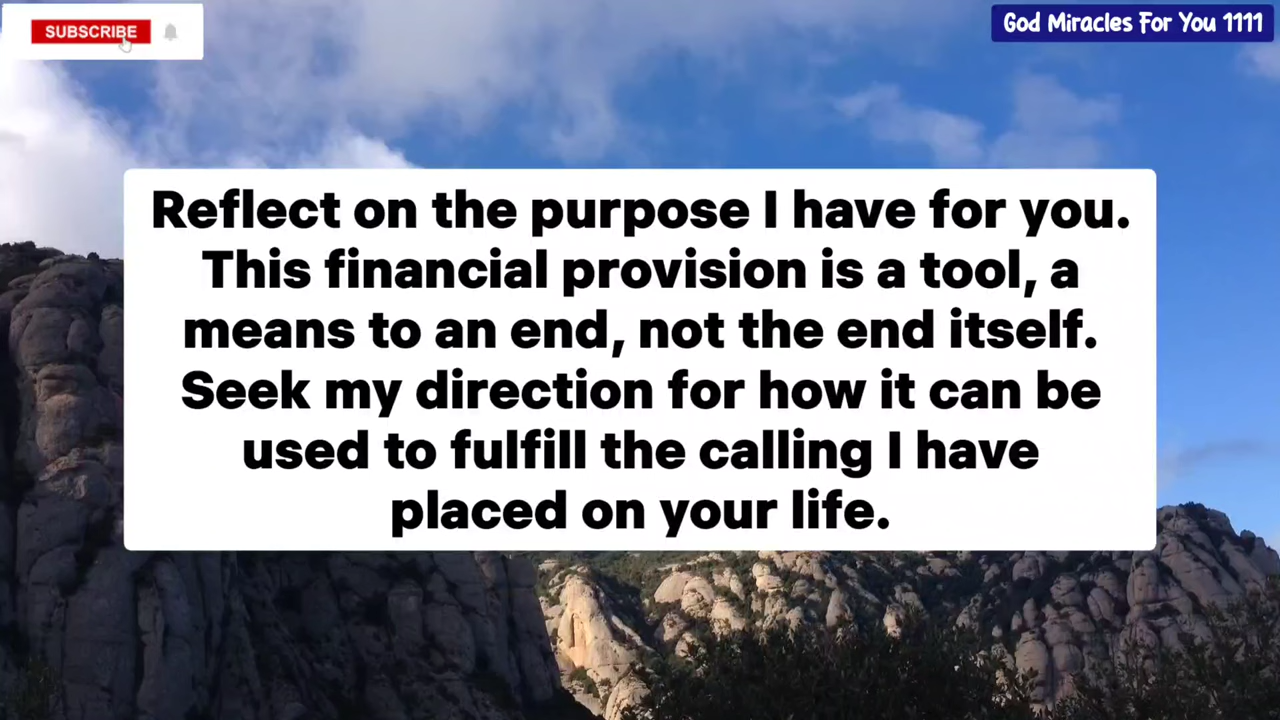 SUBSCRIBE
God Miracles For You 1111
Reflect on the purpose I have for you.
This financial provision is a tool, a
means to an end, not the end itself.
Seek my direction for how it can be
used to fulfill the calling I have
placed on your life.